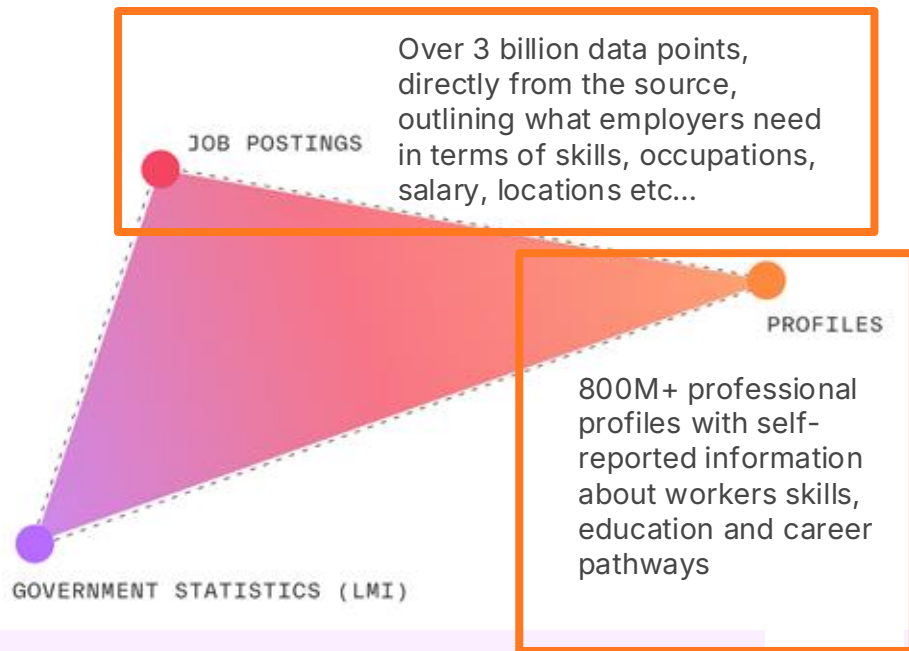 Over 3 billion data points,
directly from the source,
outlining what employers need
in terms of skills, occupations,
salary, locations etc...
JOB POSTINGS
PROFILES
800M+ professional
profiles with self-
reported information
about workers skills,
education and career
pathways
GOVERNMENT STATISTICS (LMI)